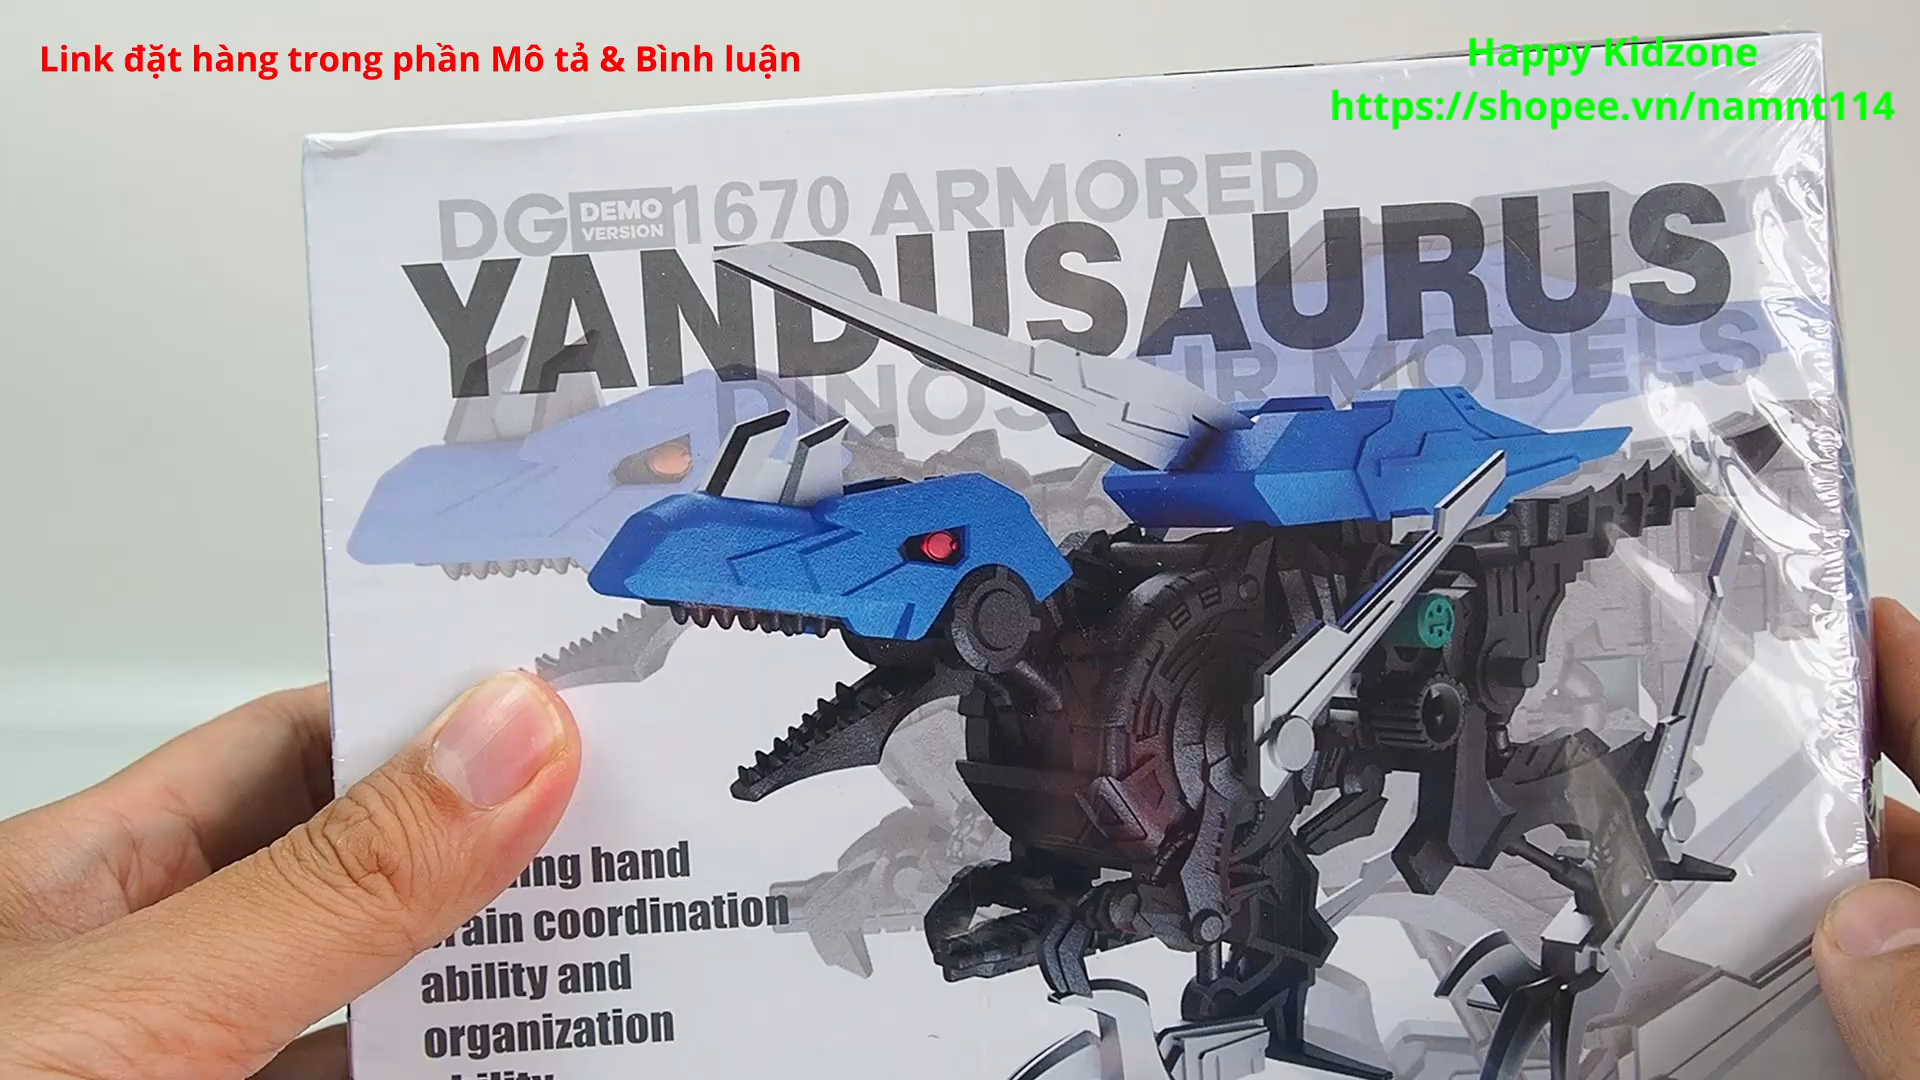 Link đặt hàng trong phần Mô tả & Bình luận
Happy Kidzone
https://shopee.vn/namnt114
DG DEMO VERSION 1670 ARMORED
YANDUSAURUS
MODELS
hand
coordination
ability and
organization